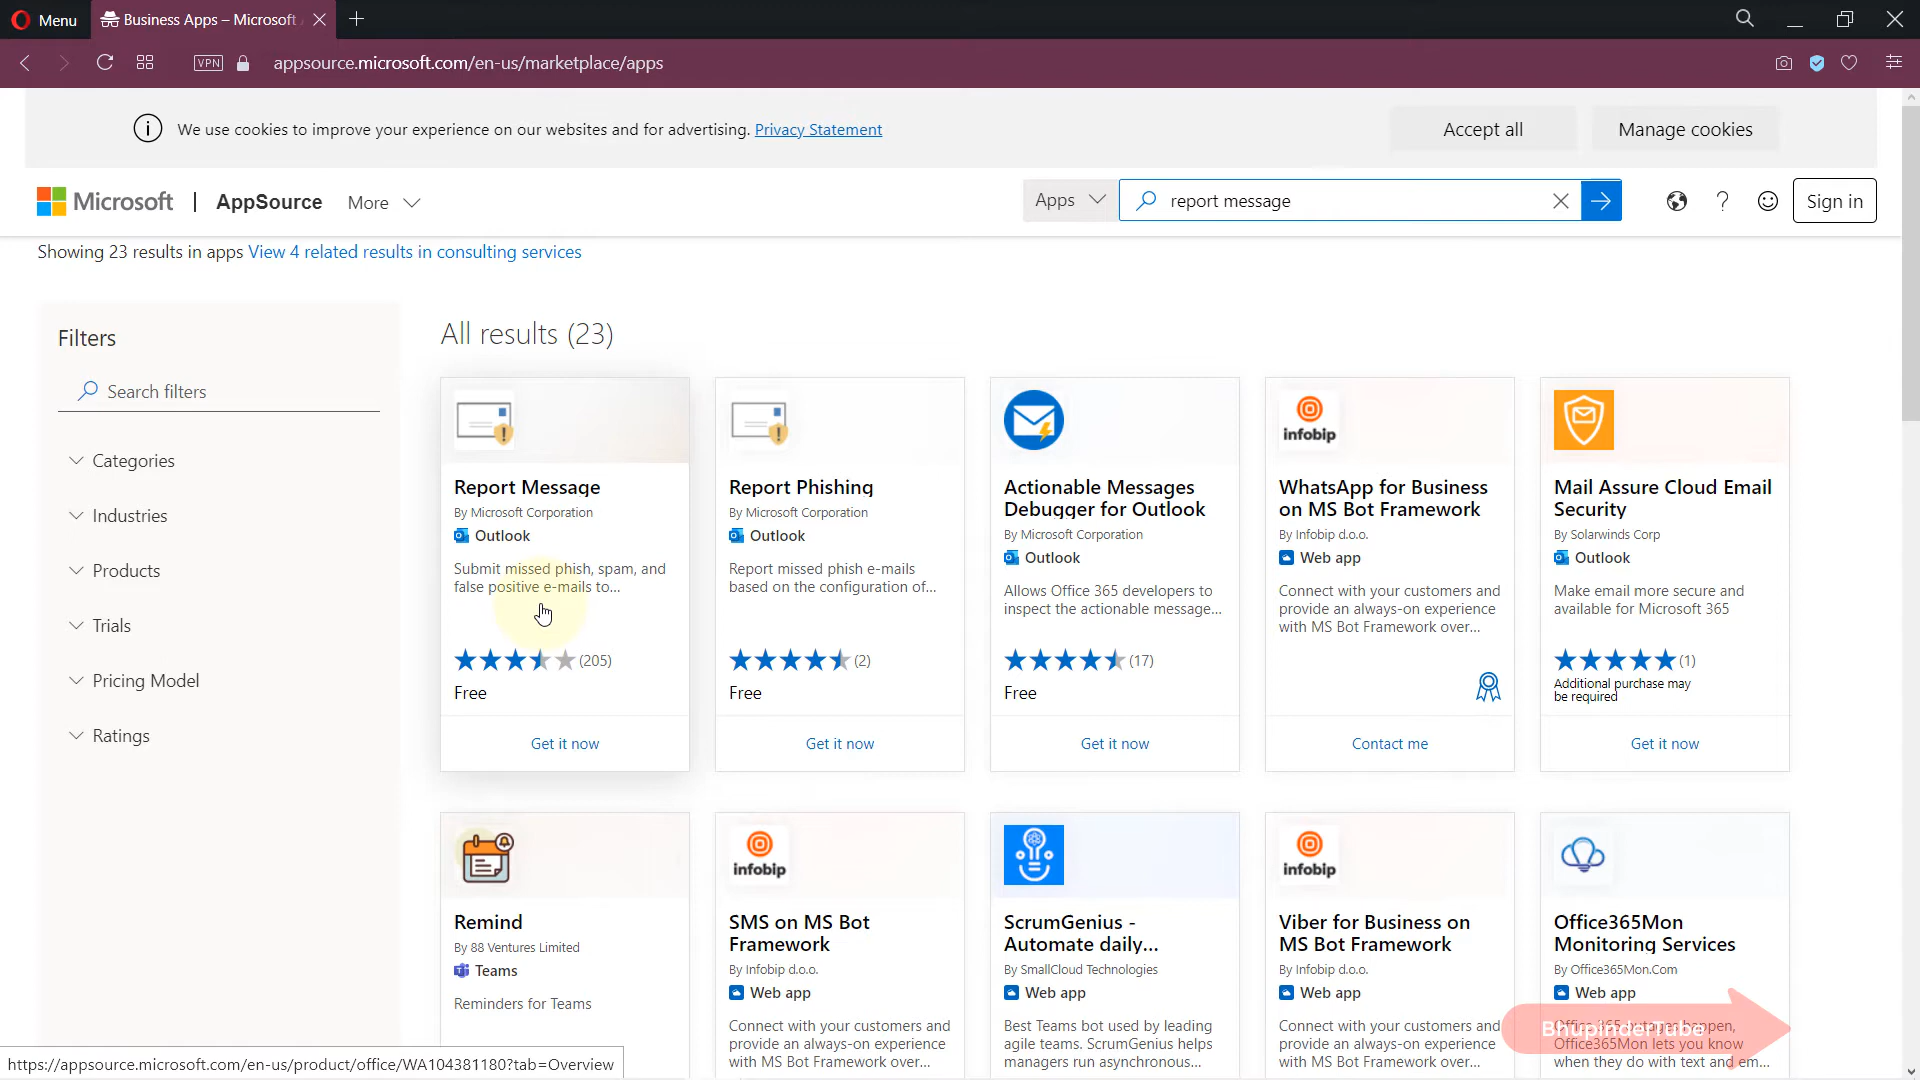 Menu
Business Apps – Microsoft
VPN
appsource.microsoft.com/en-us/marketplace/apps
We use cookies to improve your experience on our websites and for advertising. Privacy Statement
Accept all
Manage cookies
Microsoft | AppSource
More
Apps
report message
Sign in
Showing 23 results in apps View 4 related results in consulting services
Filters
Search filters
Categories
Industries
Products
Trials
Pricing Model
Ratings
All results (23)
Report Message
By Microsoft Corporation
Outlook
Submit missed phish, spam, and
false positive e-mails to...
(205)
Free
Get it now
Report Phishing
By Microsoft Corporation
Outlook
Report missed phish e-mails
based on the configuration of...
(2)
Free
Get it now
Actionable Messages
Debugger for Outlook
By Microsoft Corporation
Outlook
Allows Office 365 developers to
inspect the actionable message...
(17)
Free
Get it now
infobip
WhatsApp for Business
on MS Bot Framework
By Infobip d.o.o.
Web app
Connect with your customers and
provide an always-on experience
with MS Bot Framework over...
Contact me
Mail Assure Cloud Email
Security
By Solarwinds Corp
Outlook
Make email more secure and
available for Microsoft 365
(1)
Additional purchase may
be required
Get it now
Remind
By 88 Ventures Limited
Teams
Reminders for Teams
infobip
SMS on MS Bot
Framework
By Infobip d.o.o.
Web app
Connect with your customers and
provide an always-on experience
with MS Bot Framework over...
ScrumGenius -
Automate daily...
By SmallCloud Technologies
Web app
Best Teams bot used by leading
agile teams. ScrumGenius helps
managers run asynchronous...
infobip
Viber for Business on
MS Bot Framework
By Infobip d.o.o.
Web app
Connect with your customers and
provide an always-on experience
with MS Bot Framework over...
Office365Mon
Monitoring Services
By Office365Mon.Com
Web app
Office 365 outages happen,
Office365Mon lets you know
when they do with text and em...
BhupinderTube
https://appsource.microsoft.com/en-us/product/office/WA104381180?tab=Overview